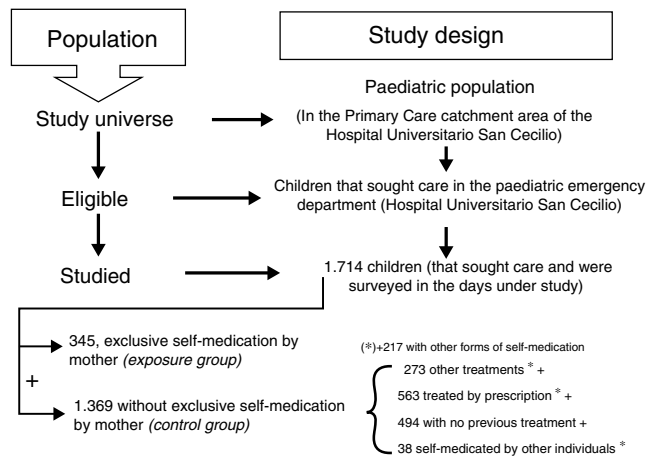 Population
Study design
Paediatric population
Study universe
(In the Primary Care catchment area of the
Hospital Universitario San Cecilio)
Eligible
Children that sought care in the paediatric emergency
department (Hospital Universitario San Cecilio)
Studied
1.714 children (that sought care and were
surveyed in the days under study)
345, exclusive self-medication by
mother (exposure group)
+
1.369 without exclusive self-medication
by mother (control group)
(*)+217 with other forms of self-medication
273 other treatments * +
563 treated by prescription * +
494 with no previous treatment +
38 self-medicated by other individuals *